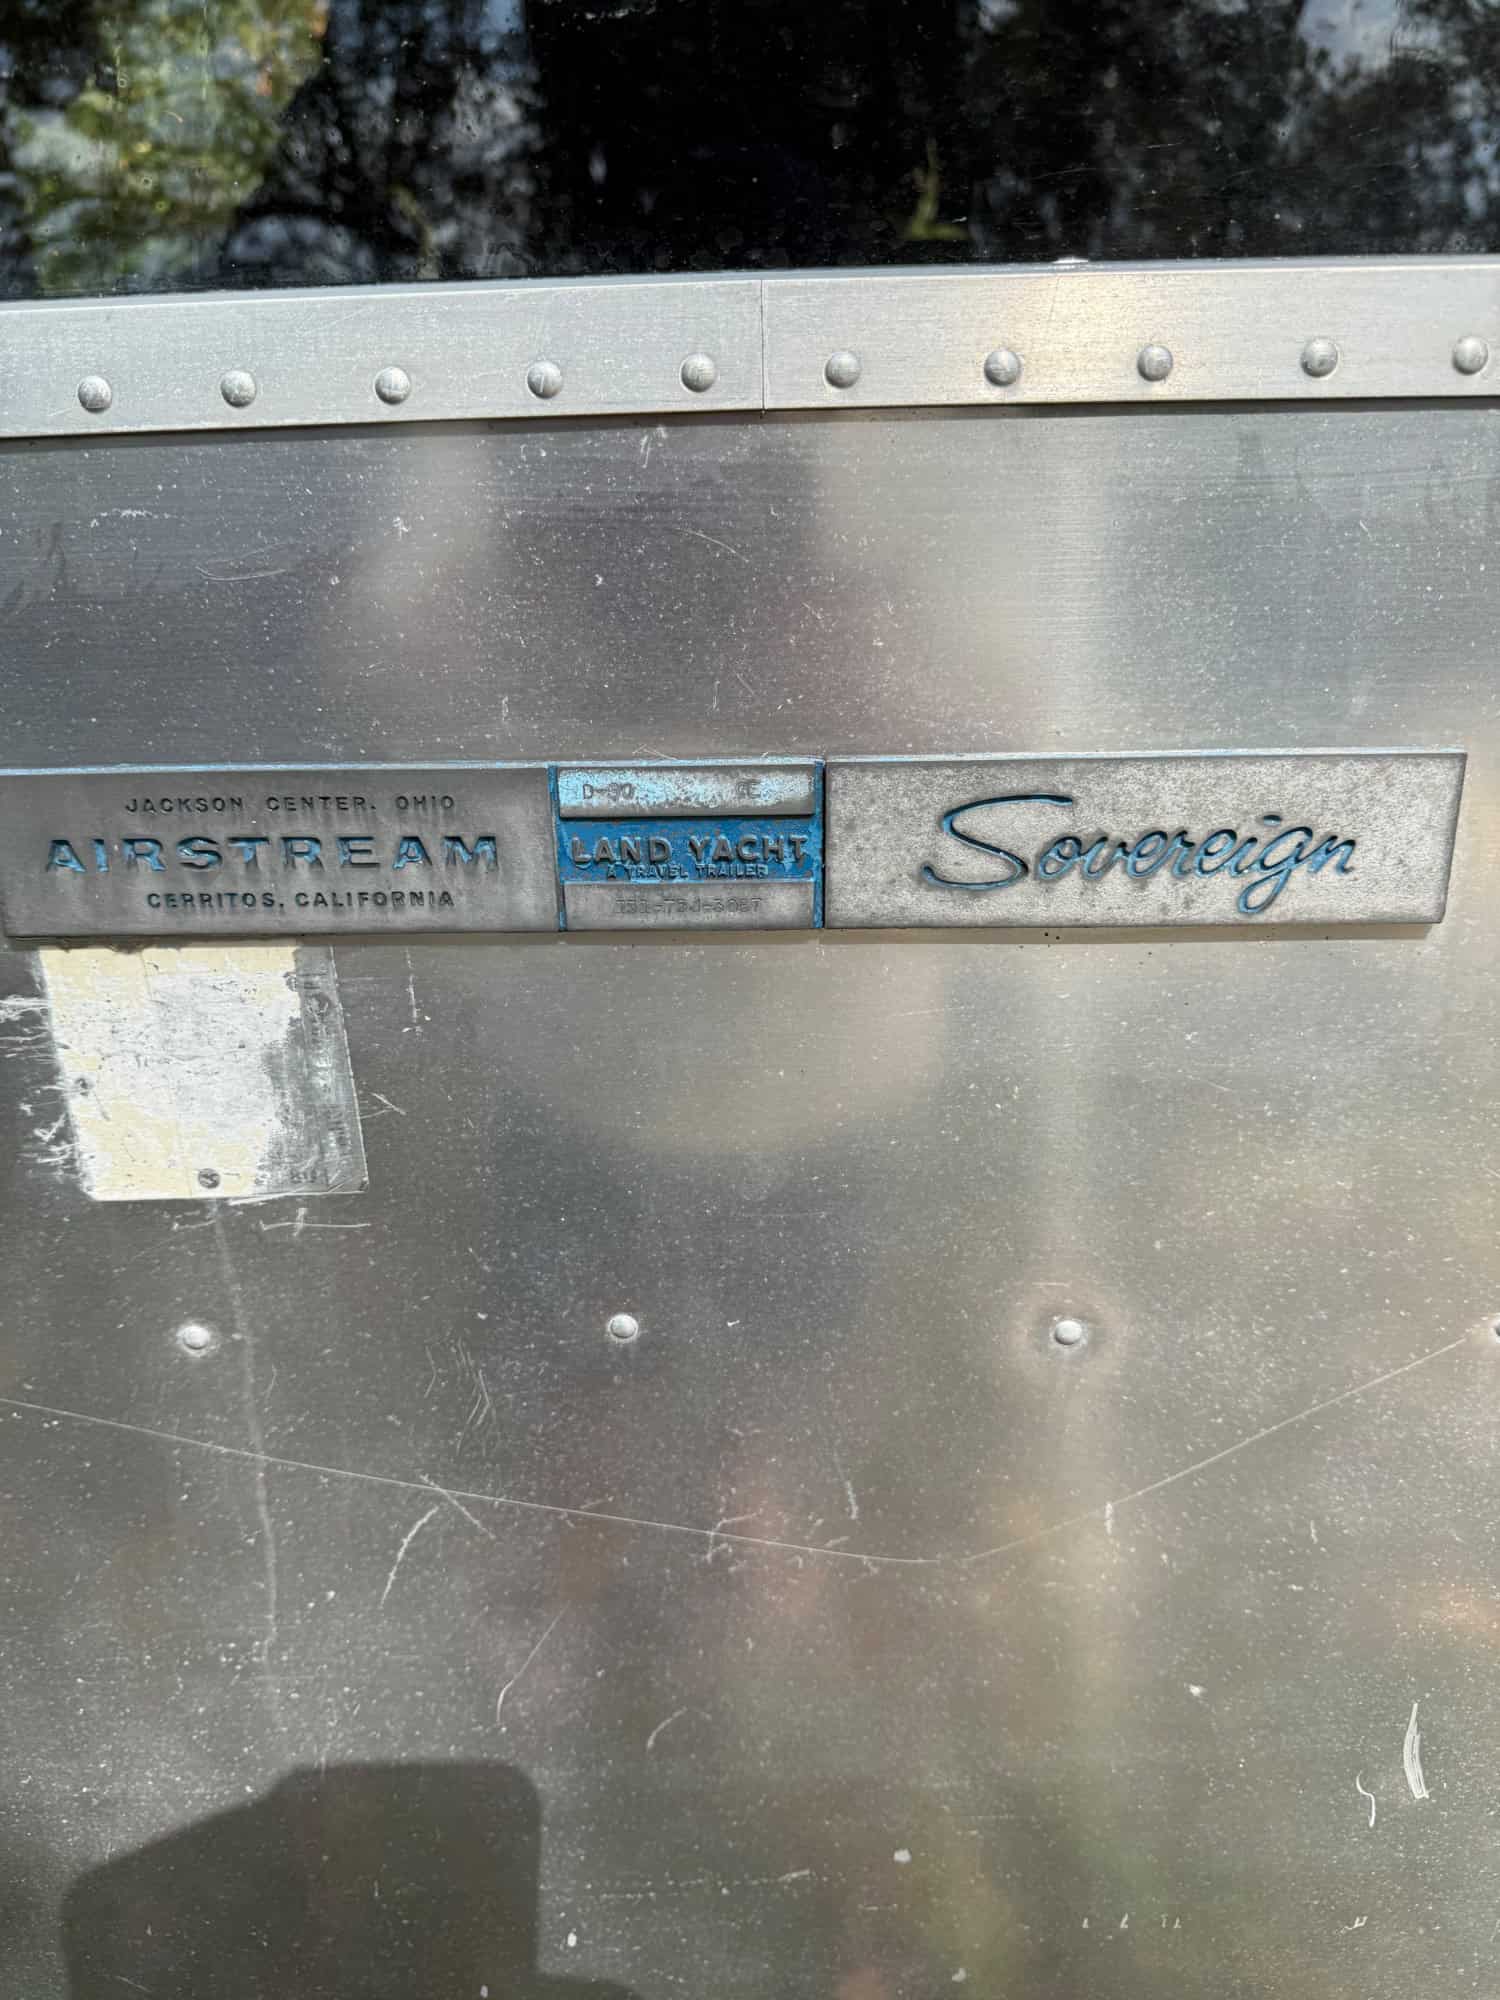 JACKSON CENTER, OHIO
AIRSTREAM
CERRITOS, CALIFORNIA
LAND YACHT
A TRAVEL TRAILER
Sovereign